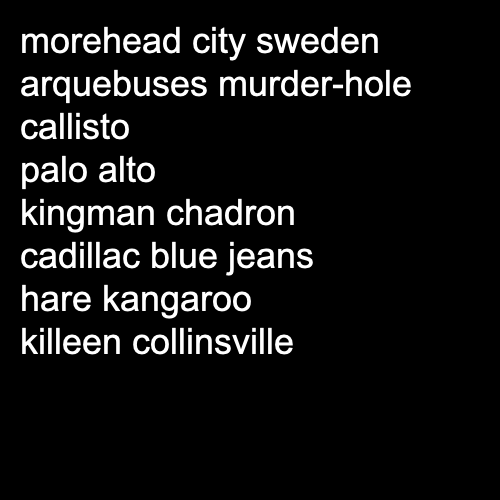 morehead city sweden
arquebuses murder-hole
callisto
palo alto
kingman chadron
cadillac blue jeans
hare kangaroo
killeen collinsville